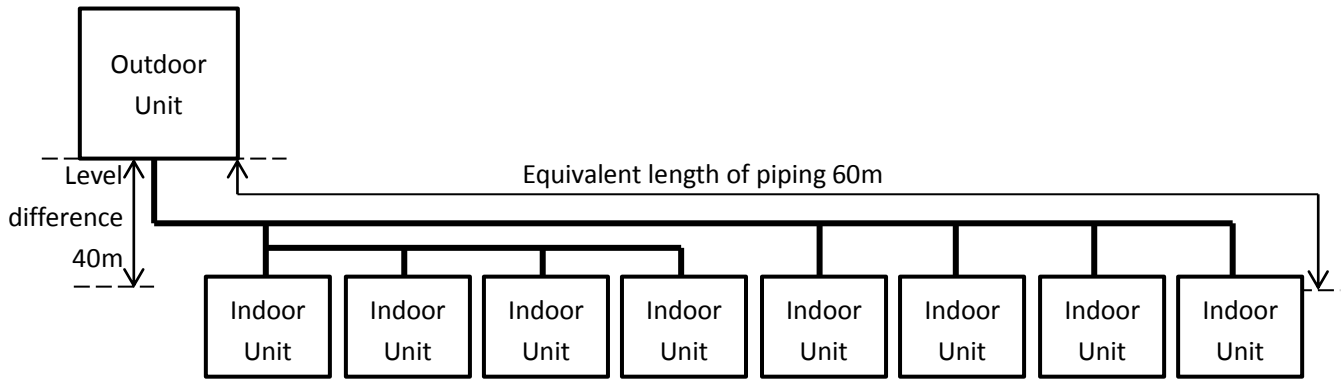 Outdoor
Unit
Level
difference
40m
Equivalent length of piping 60m
Indoor
Unit
Indoor
Unit
Indoor
Unit
Indoor
Unit
Indoor
Unit
Indoor
Unit
Indoor
Unit
Indoor
Unit